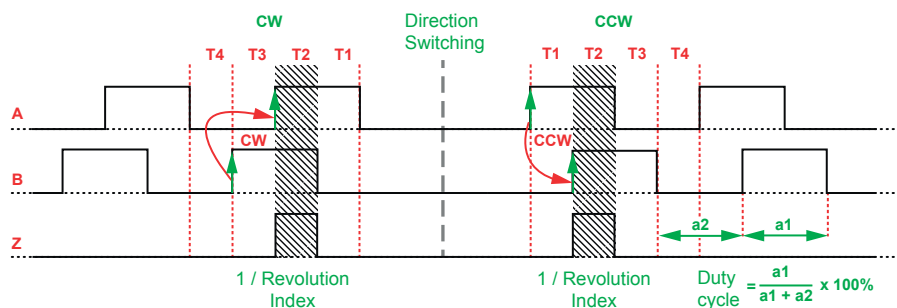 CW
Direction
Switching
CCW
T4 T3 T2 T1
T1 T2 T3 T4
A
CW
CCW
B
a2
a1
Z
1 / Revolution
Index
1 / Revolution
Index
Duty
cycle = a1 / a1 + a2 x 100%